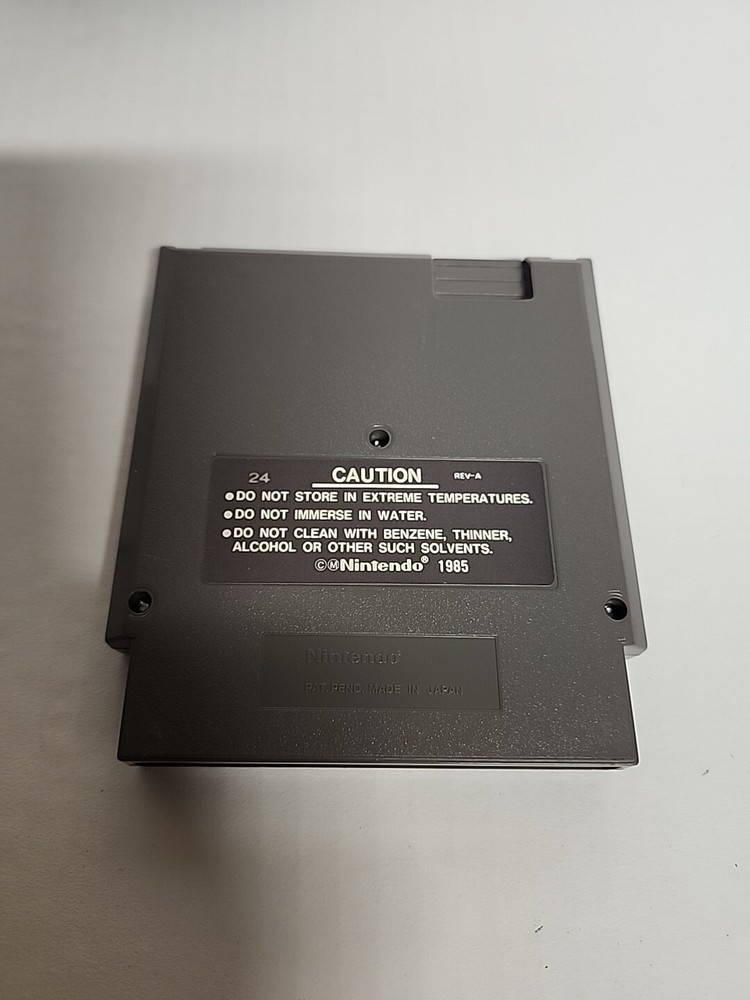 24 CAUTION REV-A
●DO NOT STORE IN EXTREME TEMPERATURES.
●DO NOT IMMERSE IN WATER.
●DO NOT CLEAN WITH BENZENE, THINNER,
ALCOHOL OR OTHER SUCH SOLVENTS.
©ⓂNintendo® 1985
Nintendo®
PAT. PEND. MADE IN JAPAN